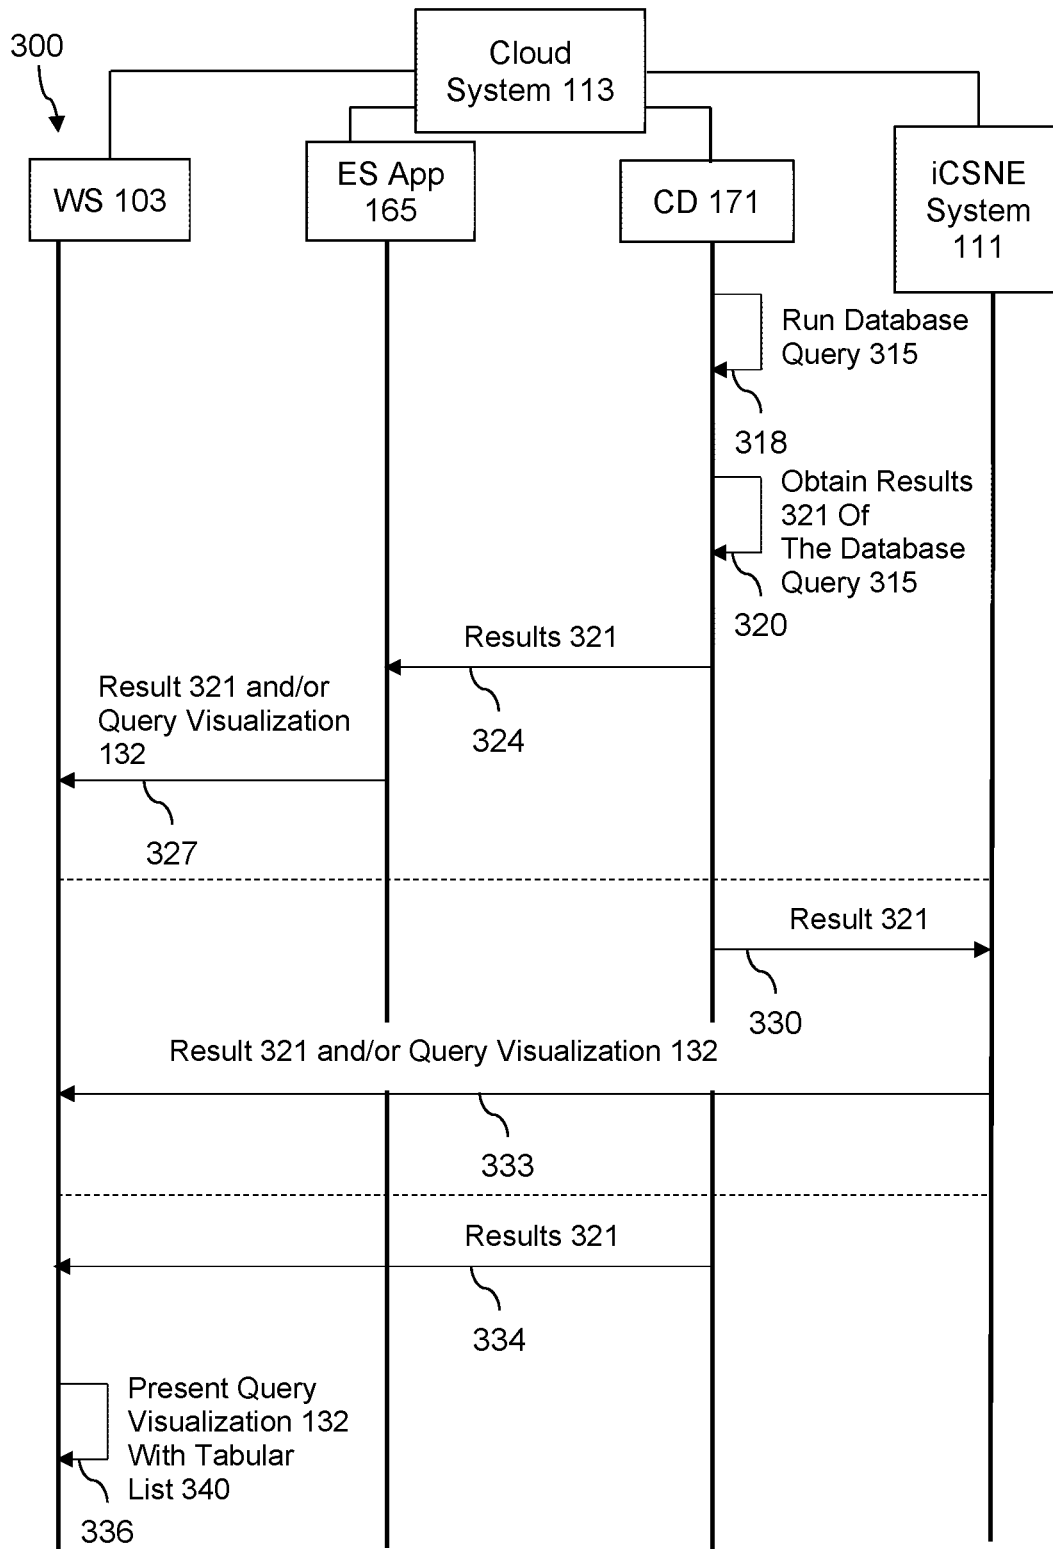 300
Cloud
System 113
WS 103
ES App
165
CD 171
iCSNE
System
111
Run Database
Query 315
318
Obtain Results
321 Of
The Database
Query 315
320
Results 321
324
Result 321 and/or
Query Visualization
132
327
Result 321
330
Result 321 and/or Query Visualization 132
333
Results 321
334
Present Query
Visualization 132
With Tabular
List 340
336